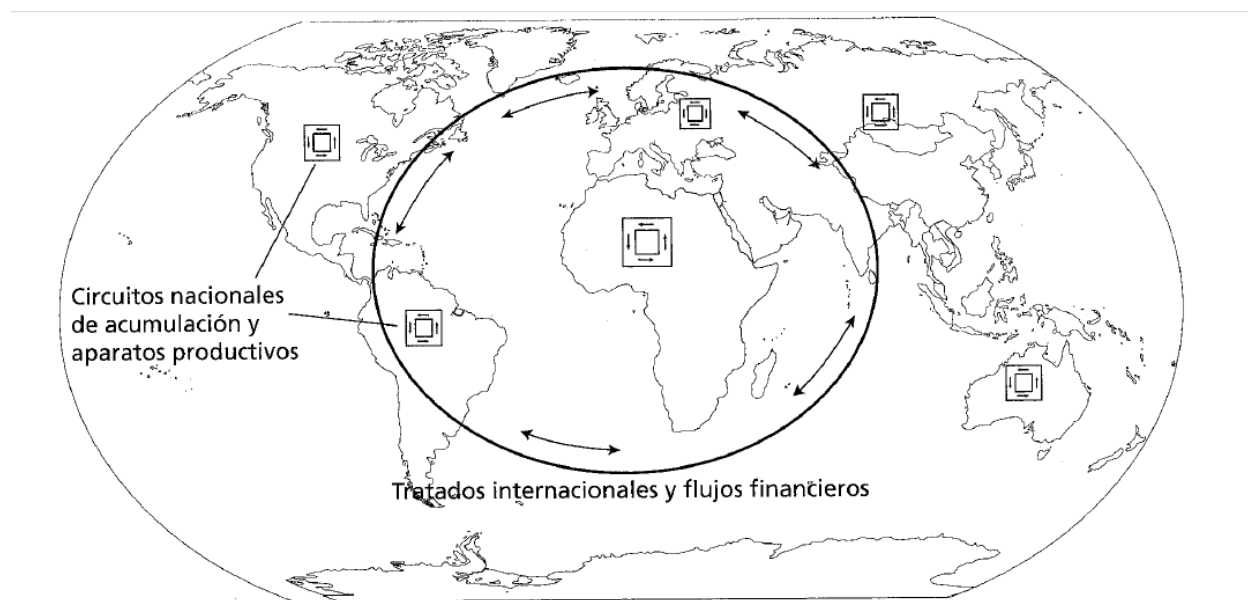 Circuitos nacionales
de acumulación y
aparatos productivos
Tratados internacionales y flujos financieros